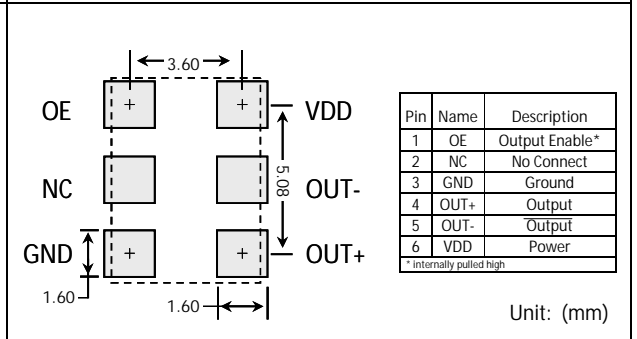 3.60
OE
VDD
NC
5.08
OUT-
GND
OUT+
1.60
1.60
Pin Name Description
1 OE Output Enable*
2 NC No Connect
3 GND Ground
4 OUT+ Output
5 OUT- Output
6 VDD Power
* internally pulled high
Unit: (mm)